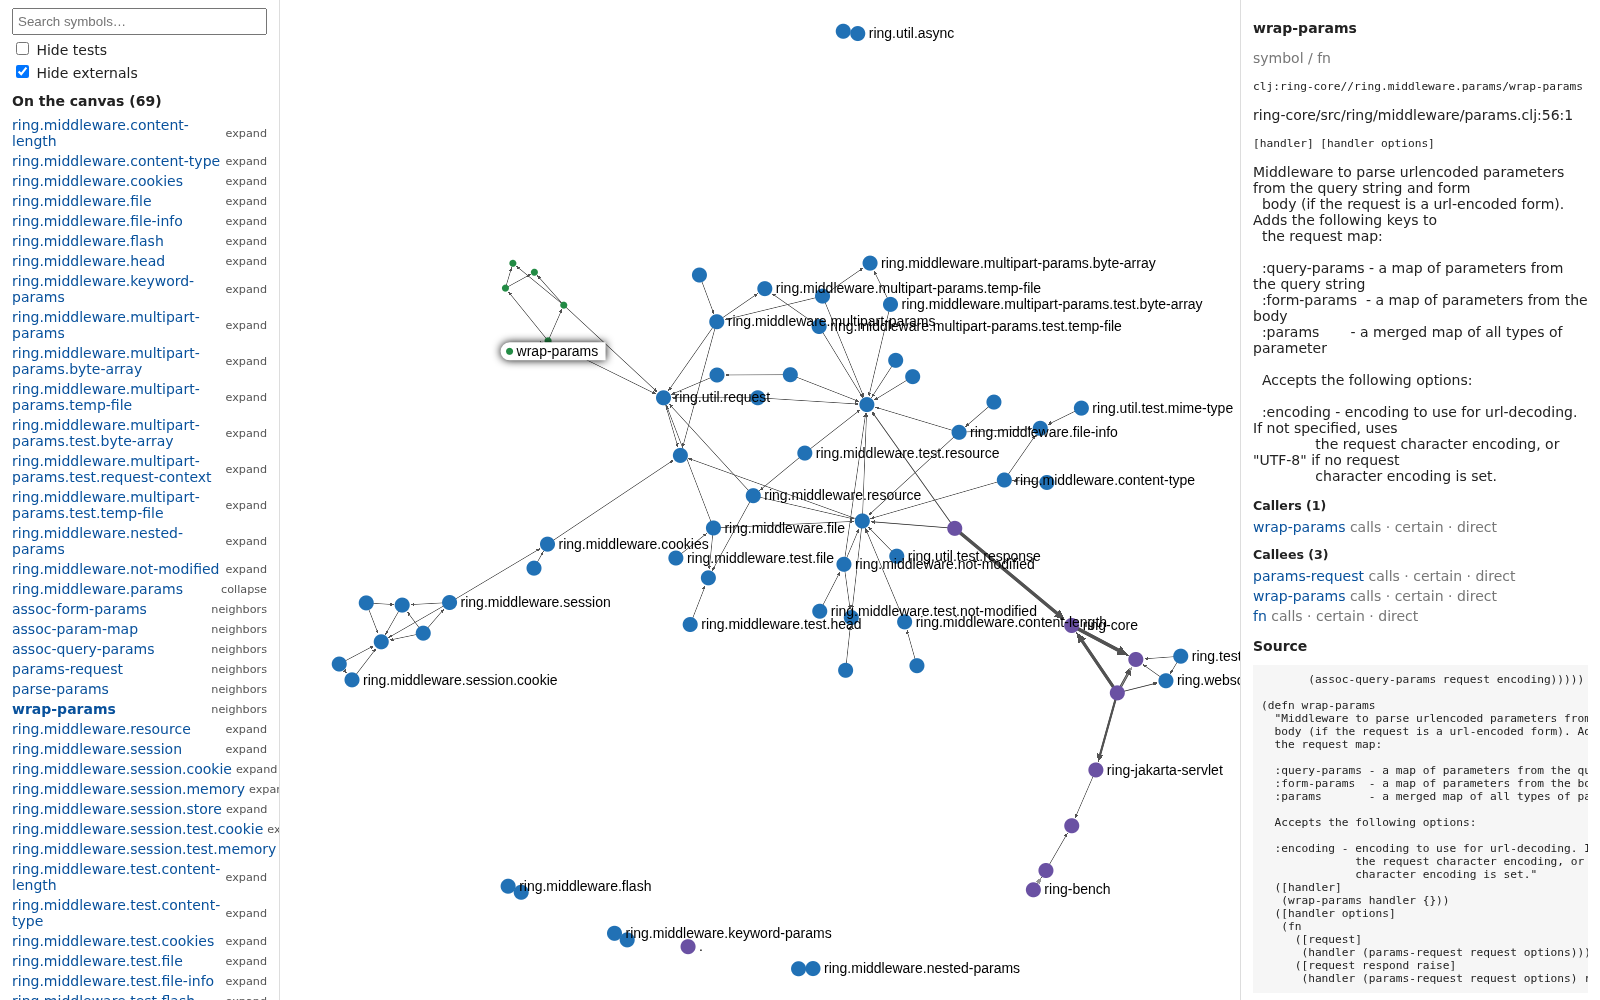 Search symbols…
Hide tests
Hide externals
On the canvas (69)
ring.middleware.content-
length
expand
ring.middleware.content-type expand
ring.middleware.cookies expand
ring.middleware.file expand
ring.middleware.file-info expand
ring.middleware.flash expand
ring.middleware.head expand
ring.middleware.keyword-
params
expand
ring.middleware.multipart-
params
expand
ring.middleware.multipart-
params.byte-array
expand
ring.middleware.multipart-
params.temp-file
expand
ring.middleware.multipart-
params.test.byte-array
expand
ring.middleware.multipart-
params.test.request-context
expand
ring.middleware.multipart-
params.test.temp-file
expand
ring.middleware.nested-
params
expand
ring.middleware.not-modified expand
ring.middleware.params collapse
assoc-form-params neighbors
assoc-param-map neighbors
assoc-query-params neighbors
params-request neighbors
parse-params neighbors
wrap-params neighbors
ring.middleware.resource expand
ring.middleware.session expand
ring.middleware.session.cookie expand
ring.middleware.session.memory expan
ring.middleware.session.store expand
ring.middleware.session.test.cookie ex
ring.middleware.session.test.memory
ring.middleware.test.content-
length
expand
ring.middleware.test.content-
type
expand
ring.middleware.test.cookies expand
ring.middleware.test.file expand
ring.middleware.test.file-info expand
ring.middleware.test.flash expand
ring.util.async
ring.middleware.multipart-params.byte-array
ring.middleware.multipart-params.temp-file
ring.middleware.multipart-params.test.byte-array
ring.middleware.multipart-params
ring.middleware.multipart-params.test.temp-file
wrap-params
ring.util.request
ring.util.test.mime-type
ring.middleware.file-info
ring.middleware.test.resource
ring.middleware.content-type
ring.middleware.resource
ring.middleware.file
ring.middleware.cookies
ring.middleware.test.file
ring.util.test.response
ring.middleware.not-modified
ring.middleware.session
ring.middleware.test.not-modified
ring.middleware.test.head
ring.middleware.content-length
ring-core
ring.test
ring.websc
ring.middleware.session.cookie
ring-jakarta-servlet
ring-bench
ring.middleware.flash
ring.middleware.keyword-params
.
ring.middleware.nested-params
wrap-params
symbol / fn
clj:ring-core//ring.middleware.params/wrap-params
ring-core/src/ring/middleware/params.clj:56:1
[handler] [handler options]
Middleware to parse urlencoded parameters
from the query string and form
body (if the request is a url-encoded form).
Adds the following keys to
the request map:
:query-params - a map of parameters from
the query string
:form-params  - a map of parameters from the
body
:params       - a merged map of all types of
parameter
Accepts the following options:
:encoding - encoding to use for url-decoding.
If not specified, uses
the request character encoding, or
"UTF-8" if no request
character encoding is set.
Callers (1)
wrap-params calls · certain · direct
Callees (3)
params-request calls · certain · direct
wrap-params calls · certain · direct
fn calls · certain · direct
Source
(assoc-query-params request encoding)))))
(defn wrap-params
"Middleware to parse urlencoded parameters from
body (if the request is a url-encoded form). Ad
the request map:
:query-params - a map of parameters from the qu
:form-params  - a map of parameters from the bo
:params       - a merged map of all types of pa
Accepts the following options:
:encoding - encoding to use for url-decoding. I
the request character encoding, or
character encoding is set."
([handler]
(wrap-params handler {}))
([handler options]
(fn
([request]
(handler (params-request request options)))
([request respond raise]
(handler (params-request request options) r